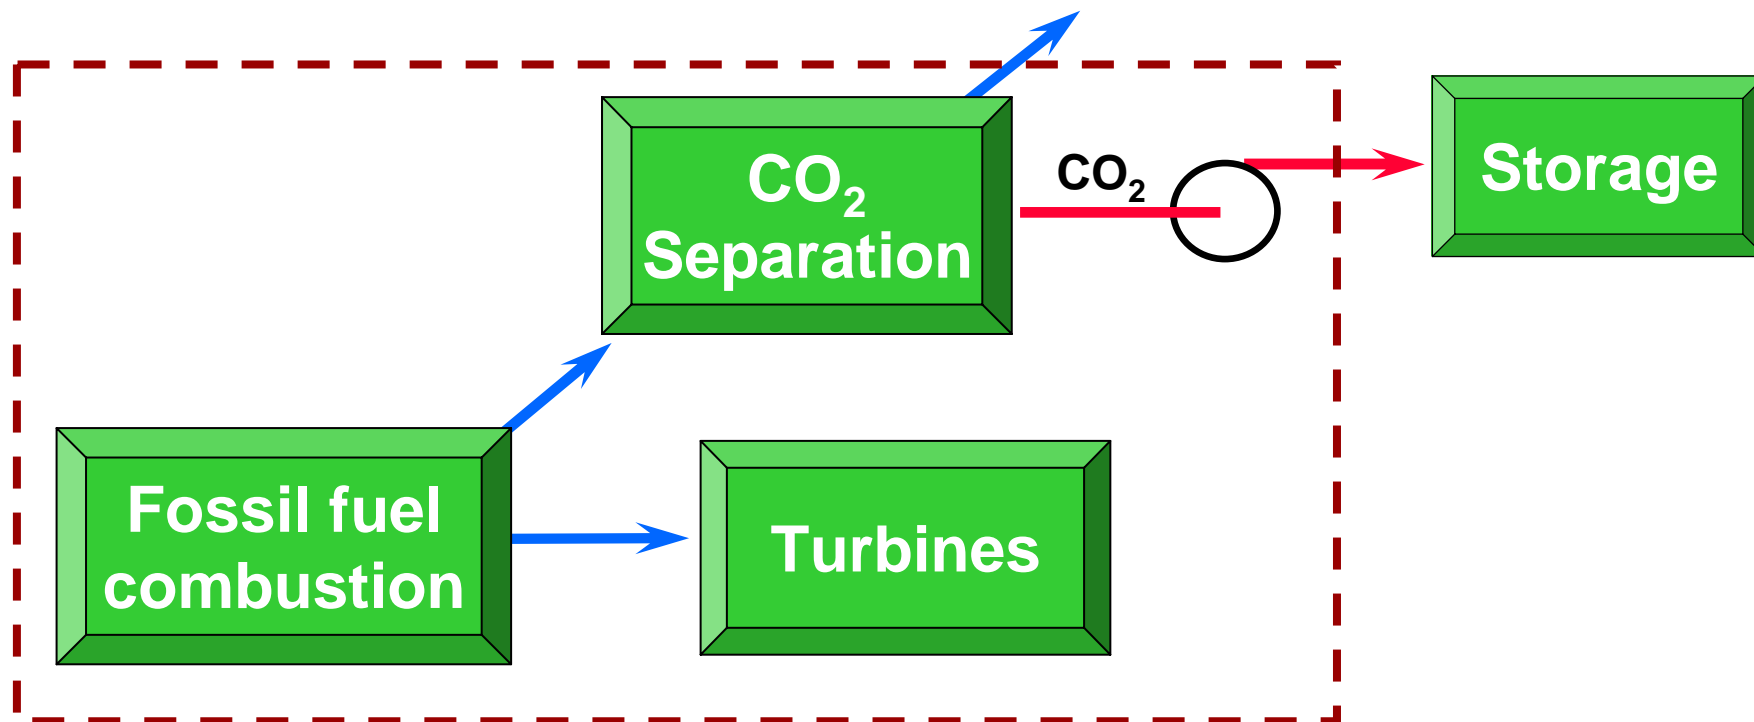 CO₂
Separation
CO₂
Storage
Fossil fuel
combustion
Turbines